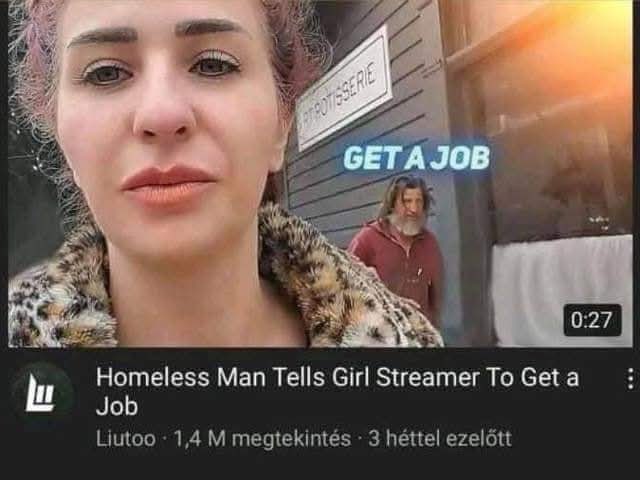 ROTISSERIE
GET A JOB
0:27
Homeless Man Tells Girl Streamer To Get a
Job
Liutoo · 1,4 M megtekintés · 3 héttel ezelőtt